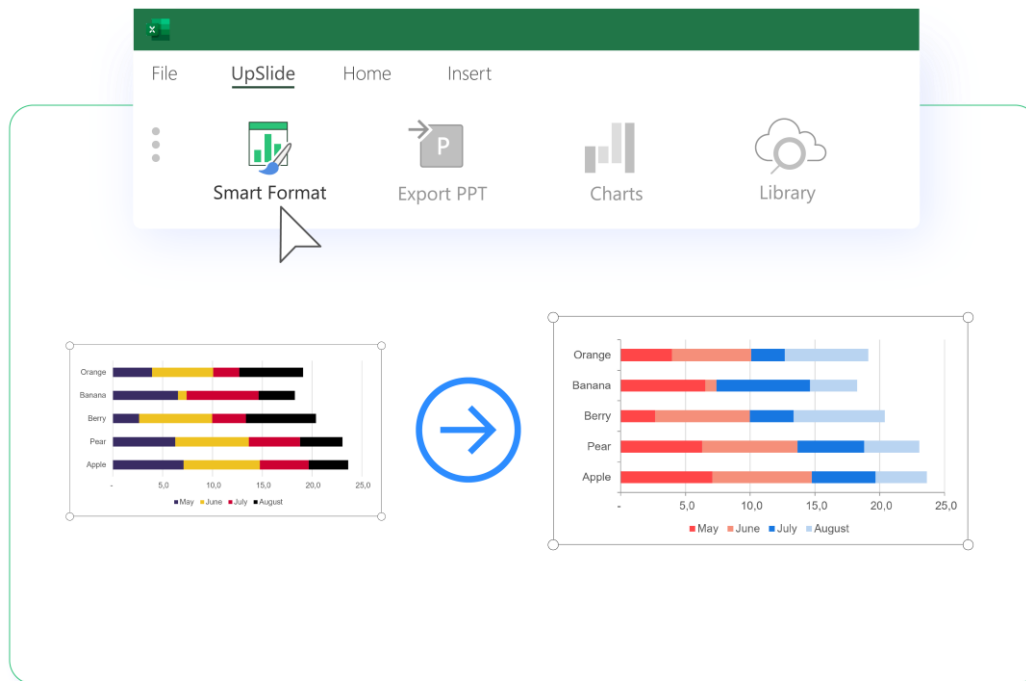 File UpSlide Home Insert
P
Smart Format Export PPT Charts Library
Orange
Banana
Berry
Pear
Apple
- 5,0 10,0 15,0 20,0 25,0
May June July August
Orange
Banana
Berry
Pear
Apple
- 5,0 10,0 15,0 20,0 25,0
May June July August